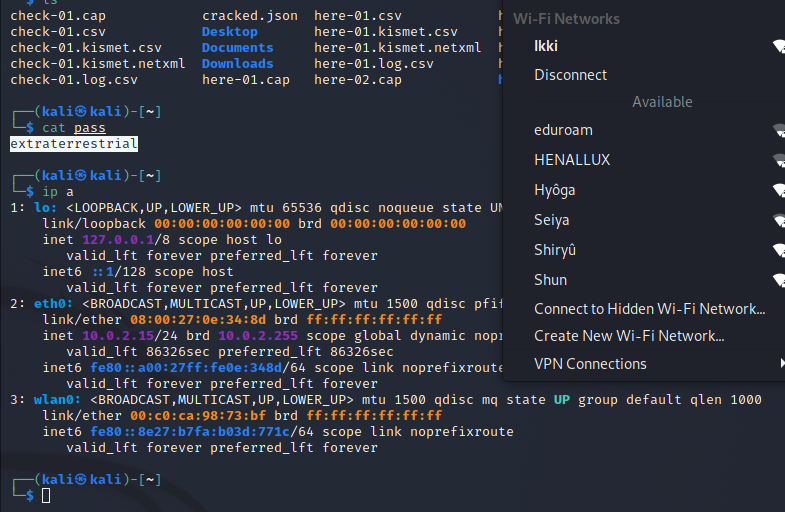 ls
check-01.cap cracked.json here-01.csv
check-01.csv Desktop here-01.kismet.csv
check-01.kismet.csv Documents here-01.kismet.netxml
check-01.kismet.netxml Downloads here-01.log.csv
check-01.log.csv here-01.cap here-02.cap
┌──(kali㉿kali)-[~]
└─$ cat pass
extraterrestrial
┌──(kali㉿kali)-[~]
└─$ ip a
1: lo: <LOOPBACK,UP,LOWER_UP> mtu 65536 qdisc noqueue state UN
link/loopback 00:00:00:00:00:00 brd 00:00:00:00:00:00
inet 127.0.0.1/8 scope host lo
valid_lft forever preferred_lft forever
inet6 ::1/128 scope host
valid_lft forever preferred_lft forever
2: eth0: <BROADCAST,MULTICAST,UP,LOWER_UP> mtu 1500 qdisc pfif
link/ether 08:00:27:0e:34:8d brd ff:ff:ff:ff:ff:ff
inet 10.0.2.15/24 brd 10.0.2.255 scope global dynamic nopr
valid_lft 86326sec preferred_lft 86326sec
inet6 fe80::a00:27ff:fe0e:348d/64 scope link noprefixroute
valid_lft forever preferred_lft forever
3: wlan0: <BROADCAST,MULTICAST,UP,LOWER_UP> mtu 1500 qdisc mq state UP group default qlen 1000
link/ether 00:c0:ca:98:73:bf brd ff:ff:ff:ff:ff:ff
inet6 fe80::8e27:b7fa:b03d:771c/64 scope link noprefixroute
valid_lft forever preferred_lft forever
┌──(kali㉿kali)-[~]
└─$
Wi-Fi Networks
Ikki
Disconnect
Available
eduroam
HENALLUX
Hyôga
Seiya
Shiryû
Shun
Connect to Hidden Wi-Fi Network...
Create New Wi-Fi Network...
VPN Connections